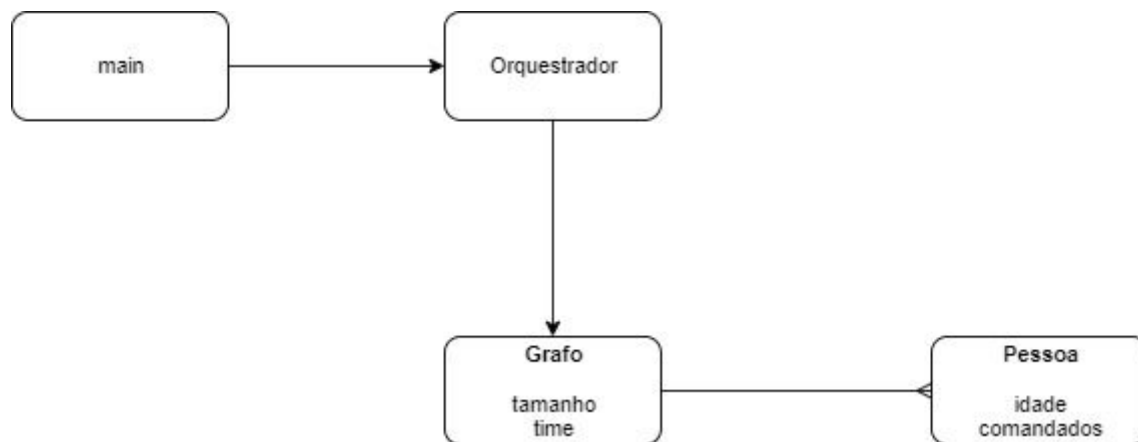 main
Orquestrador
Grafo
tamanho
time
Pessoa
idade
comandados